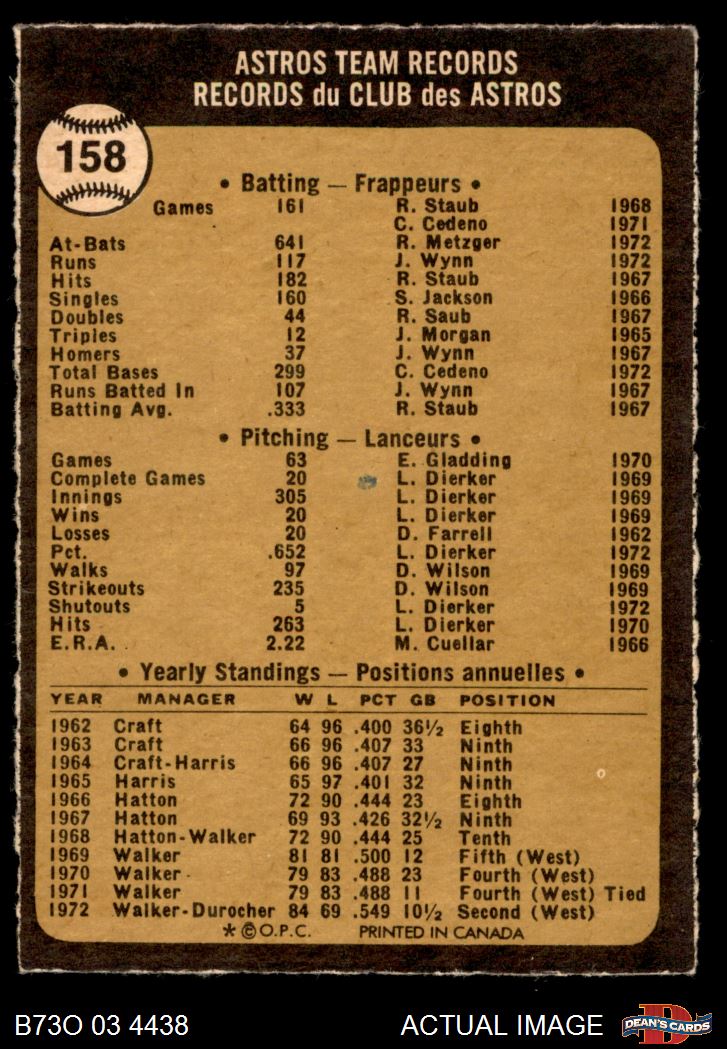 ASTROS TEAM RECORDS
RECORDS du CLUB des ASTROS
158
• Batting — Frappeurs •
Games 161 R. Staub 1968
C. Cedeno 1971
At-Bats 641 R. Metzger 1972
Runs 117 J. Wynn 1972
Hits 182 R. Staub 1967
Singles 160 S. Jackson 1966
Doubles 44 R. Saub 1967
Triples 12 J. Morgan 1965
Homers 37 J. Wynn 1967
Total Bases 299 C. Cedeno 1972
Runs Batted In 107 J. Wynn 1967
Batting Avg. .333 R. Staub 1967
• Pitching — Lanceurs •
Games 63 E. Gladding 1970
Complete Games 20 L. Dierker 1969
Innings 305 L. Dierker 1969
Wins 20 L. Dierker 1969
Losses 20 D. Farrell 1962
Pct. .652 L. Dierker 1972
Walks 97 D. Wilson 1969
Strikeouts 235 D. Wilson 1969
Shutouts 5 L. Dierker 1972
Hits 263 L. Dierker 1970
E.R.A. 2.22 M. Cuellar 1966
• Yearly Standings — Positions annuelles •
YEAR MANAGER W L PCT GB POSITION
1962 Craft 64 96 .400 36½ Eighth
1963 Craft 66 96 .407 33 Ninth
1964 Craft-Harris 66 96 .407 27 Ninth
1965 Harris 65 97 .401 32 Ninth
1966 Hatton 72 90 .444 23 Eighth
1967 Hatton 69 93 .426 32½ Ninth
1968 Hatton-Walker 72 90 .444 25 Tenth
1969 Walker 81 81 .500 12 Fifth (West)
1970 Walker 79 83 .488 23 Fourth (West)
1971 Walker 79 83 .488 11 Fourth (West) Tied
1972 Walker-Durocher 84 69 .549 10½ Second (West)
* © O.P.C. PRINTED IN CANADA
B73O 03 4438 ACTUAL IMAGE D DEAN'S CARDS